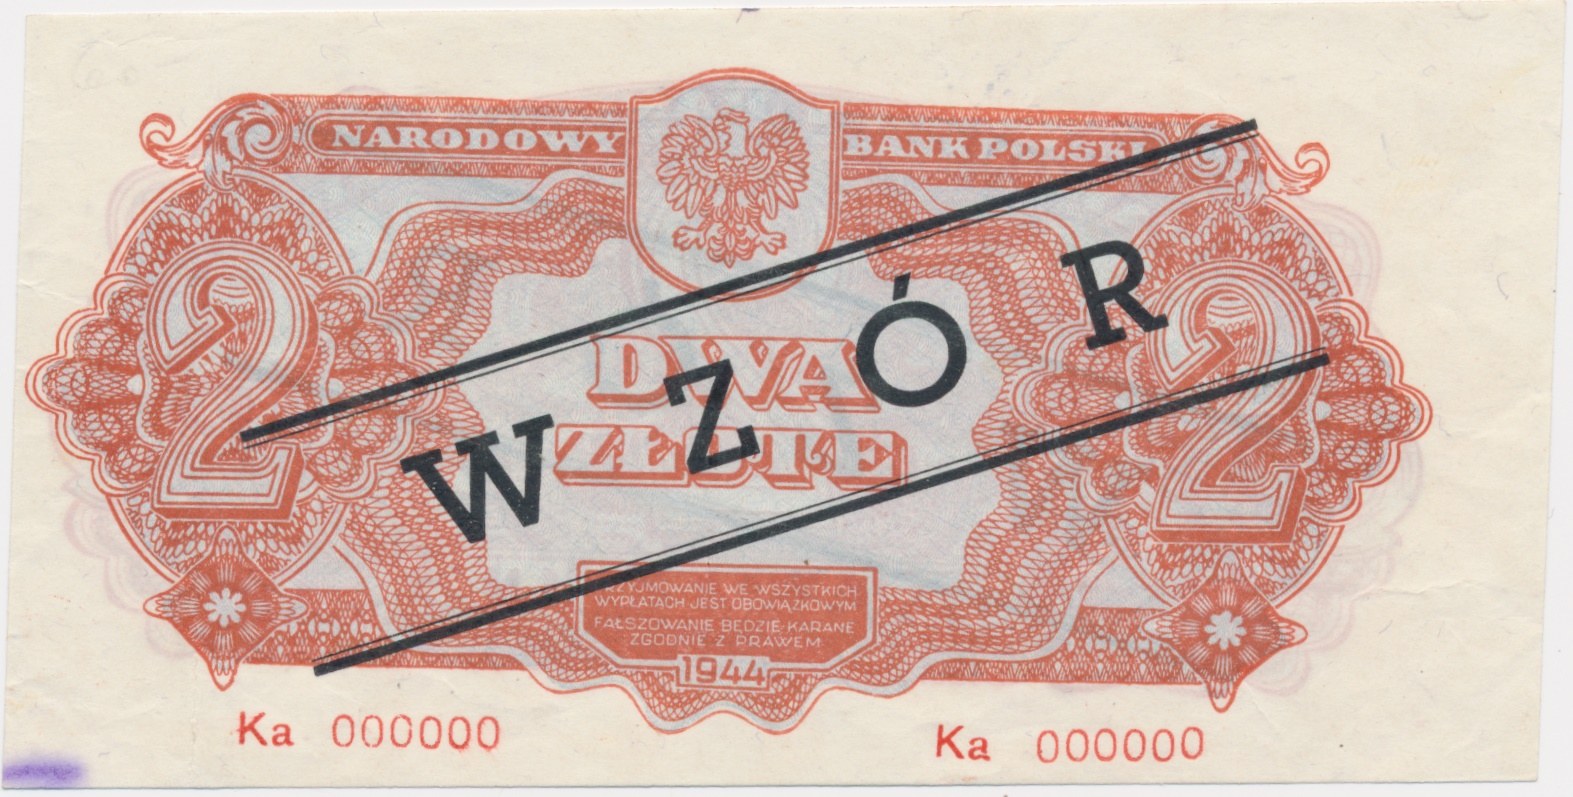 NARODOWY BANK POLSKI
2 2
DWA
ZŁOTE
WZÓR
PRZYJMOWANIE WE WSZYSTKICH
WYPŁATACH JEST OBOWIĄZKOWYM
FAŁSZOWANIE BĘDZIE KARANE
ZGODNIE Z PRAWEM
1944
Ka 000000 Ka 000000